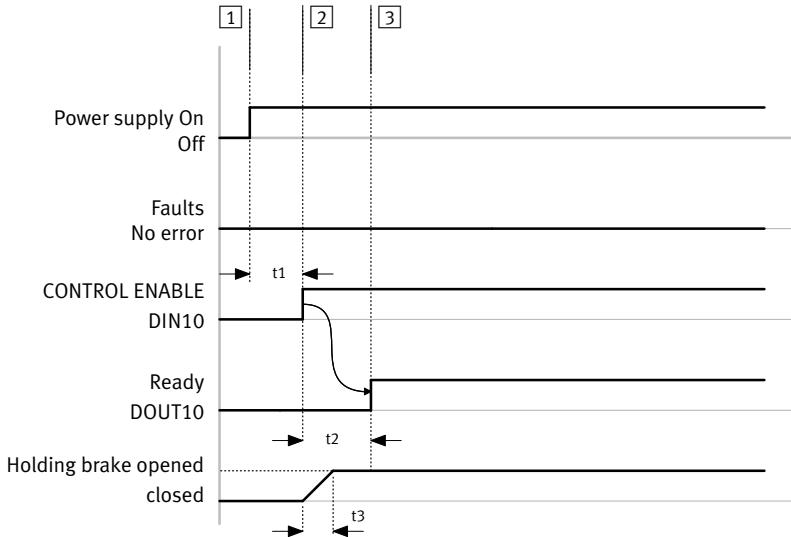 1 2 3
Power supply On
Off
Faults
No error
t1
CONTROL ENABLE
DIN10
Ready
DOUT10
t2
Holding brake opened
closed
t3